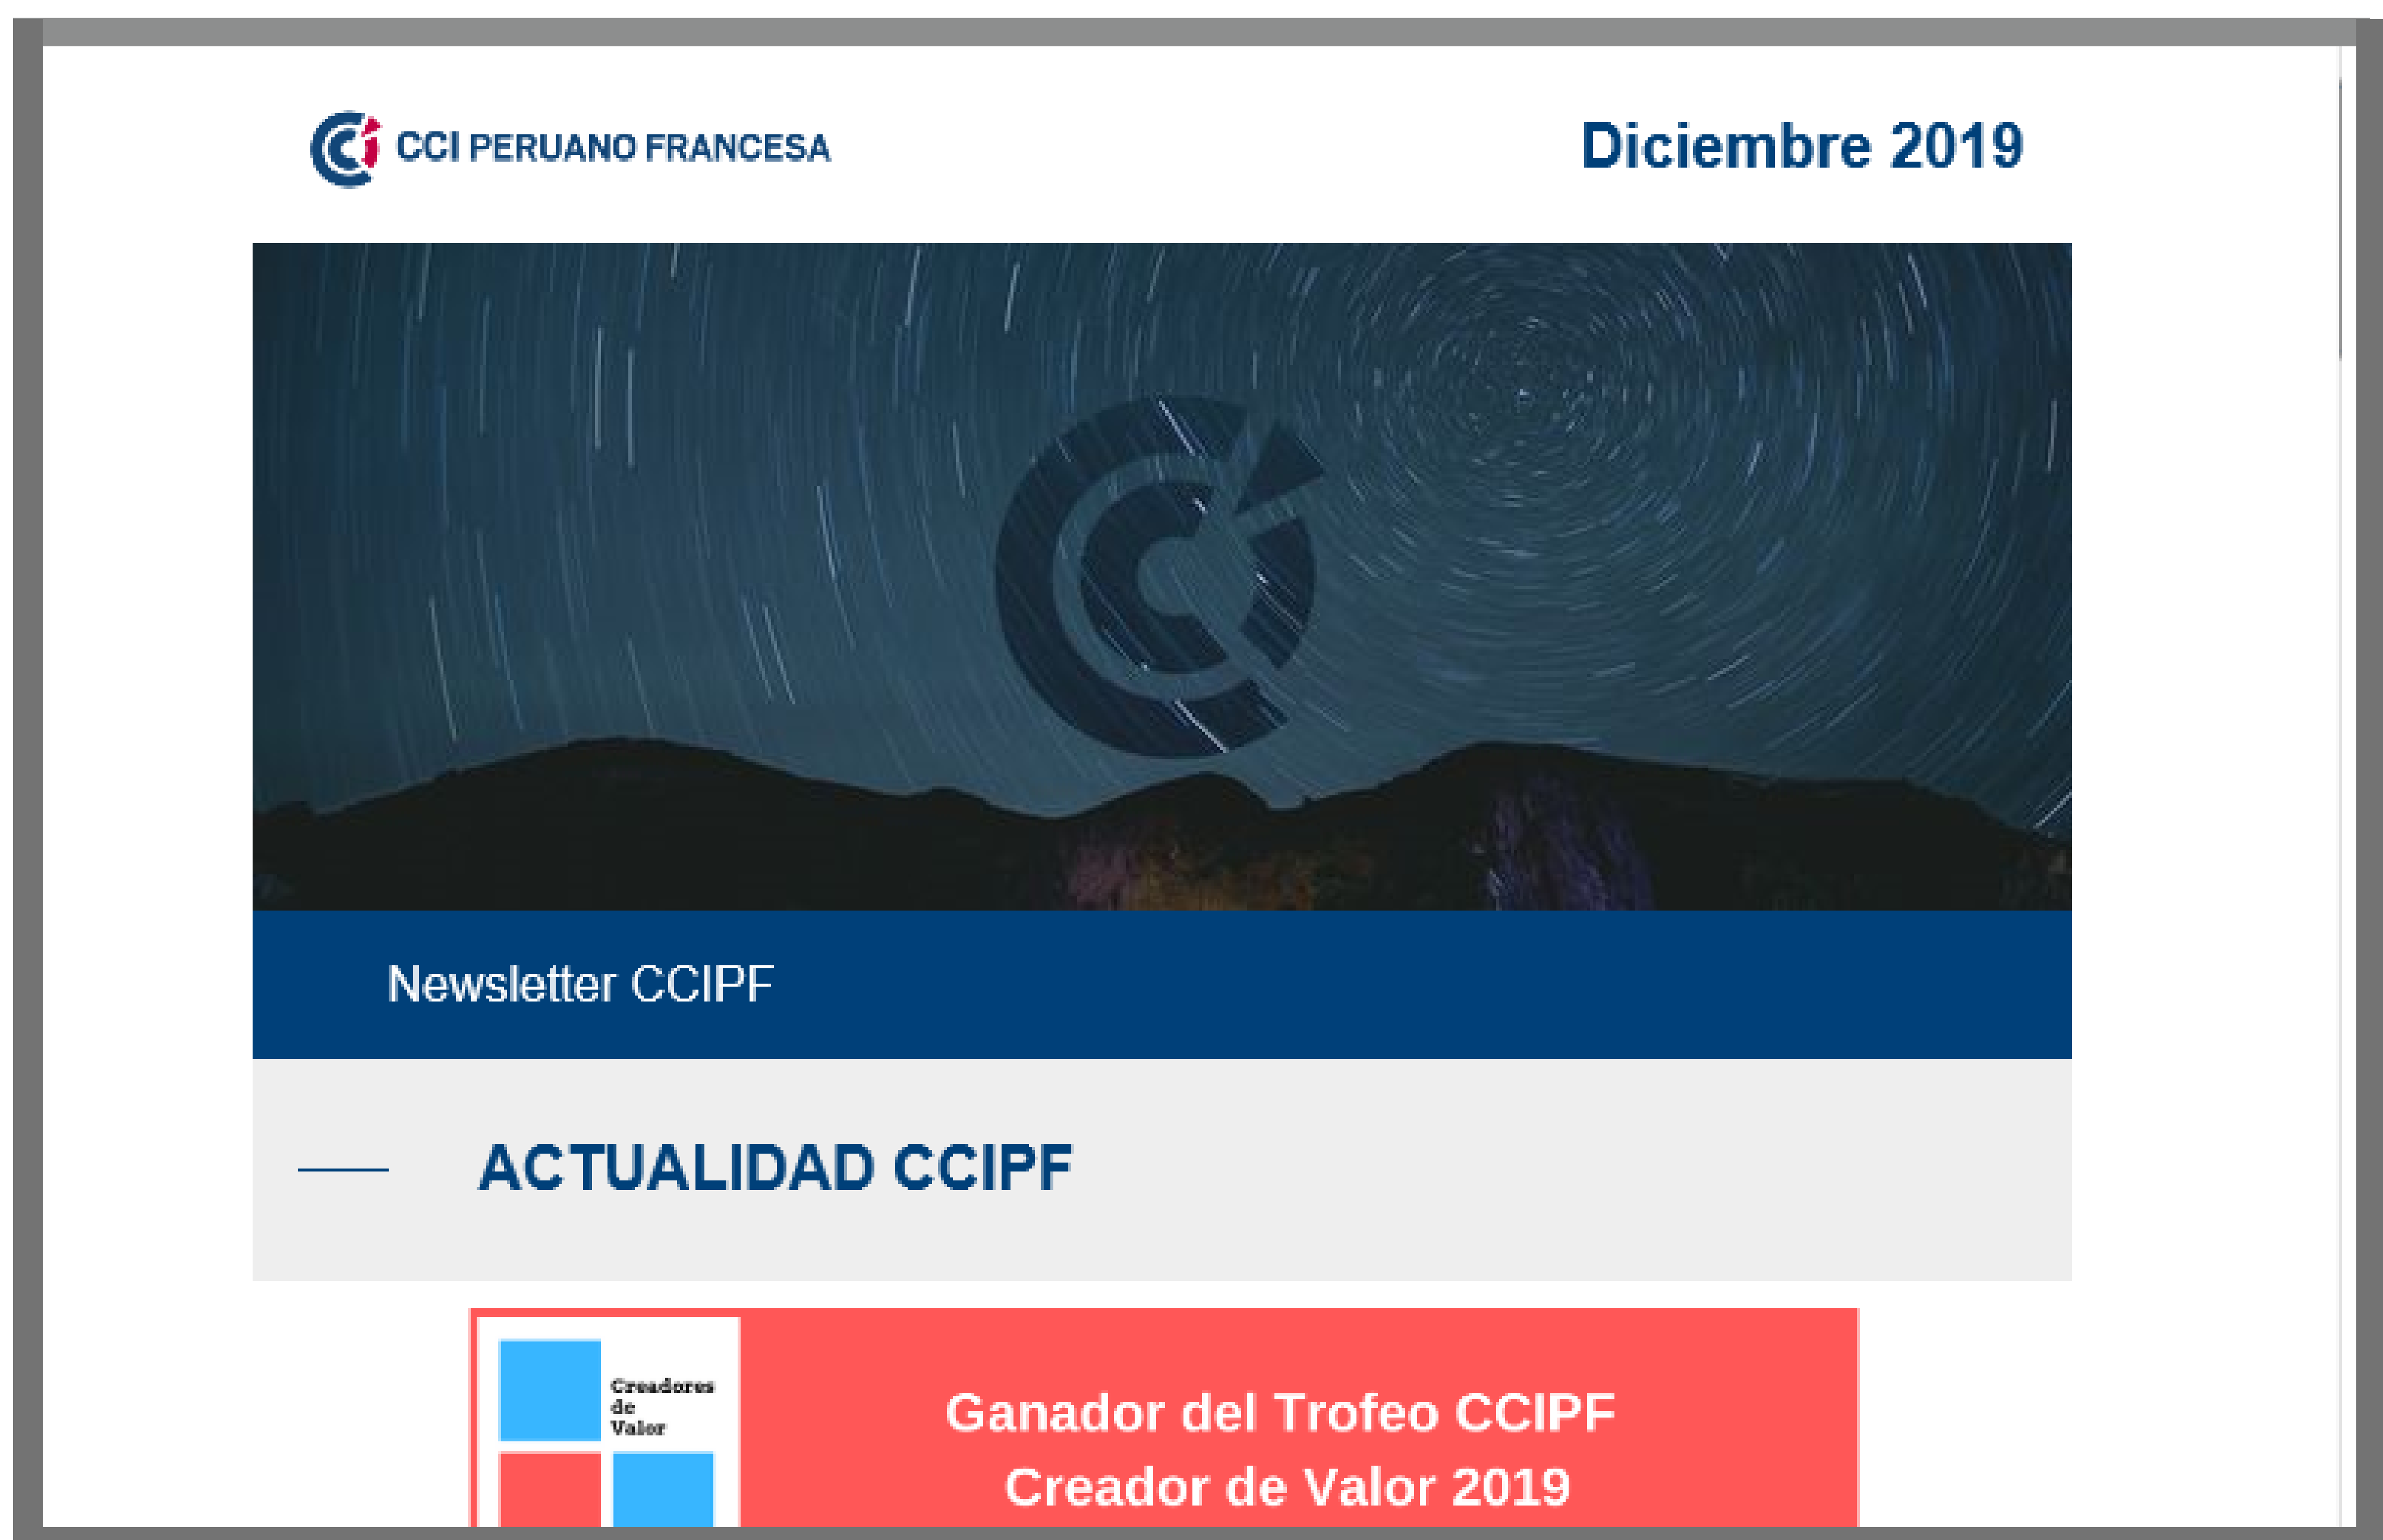 CCI PERUANO FRANCESA
Diciembre 2019
Newsletter CCIPF
ACTUALIDAD CCIPF
Creadores
de
Valor
Ganador del Trofeo CCIPF
Creador de Valor 2019